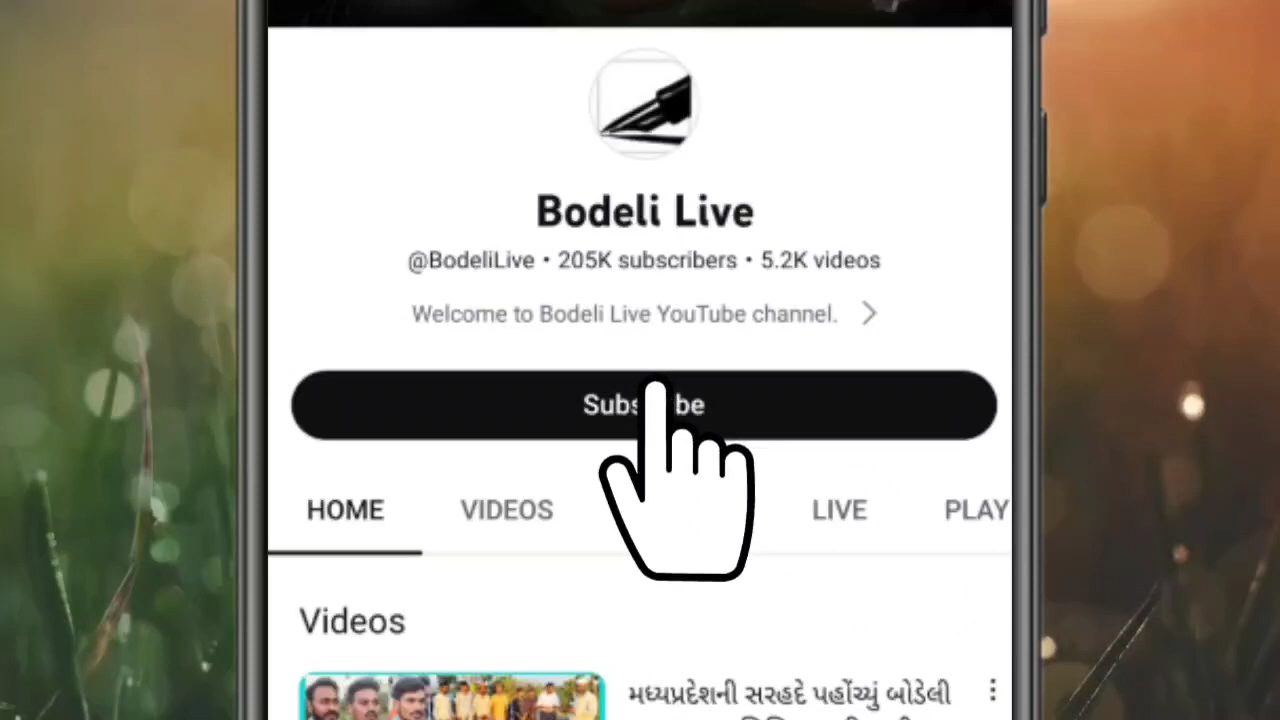 Bodeli Live
@BodeliLive • 205K subscribers • 5.2K videos
Welcome to Bodeli Live YouTube channel.
Subs be
HOME VIDEOS LIVE PLAY
Videos
મધ્યપ્રદેશની સરહદે પહોંચ્યું બોડેલી